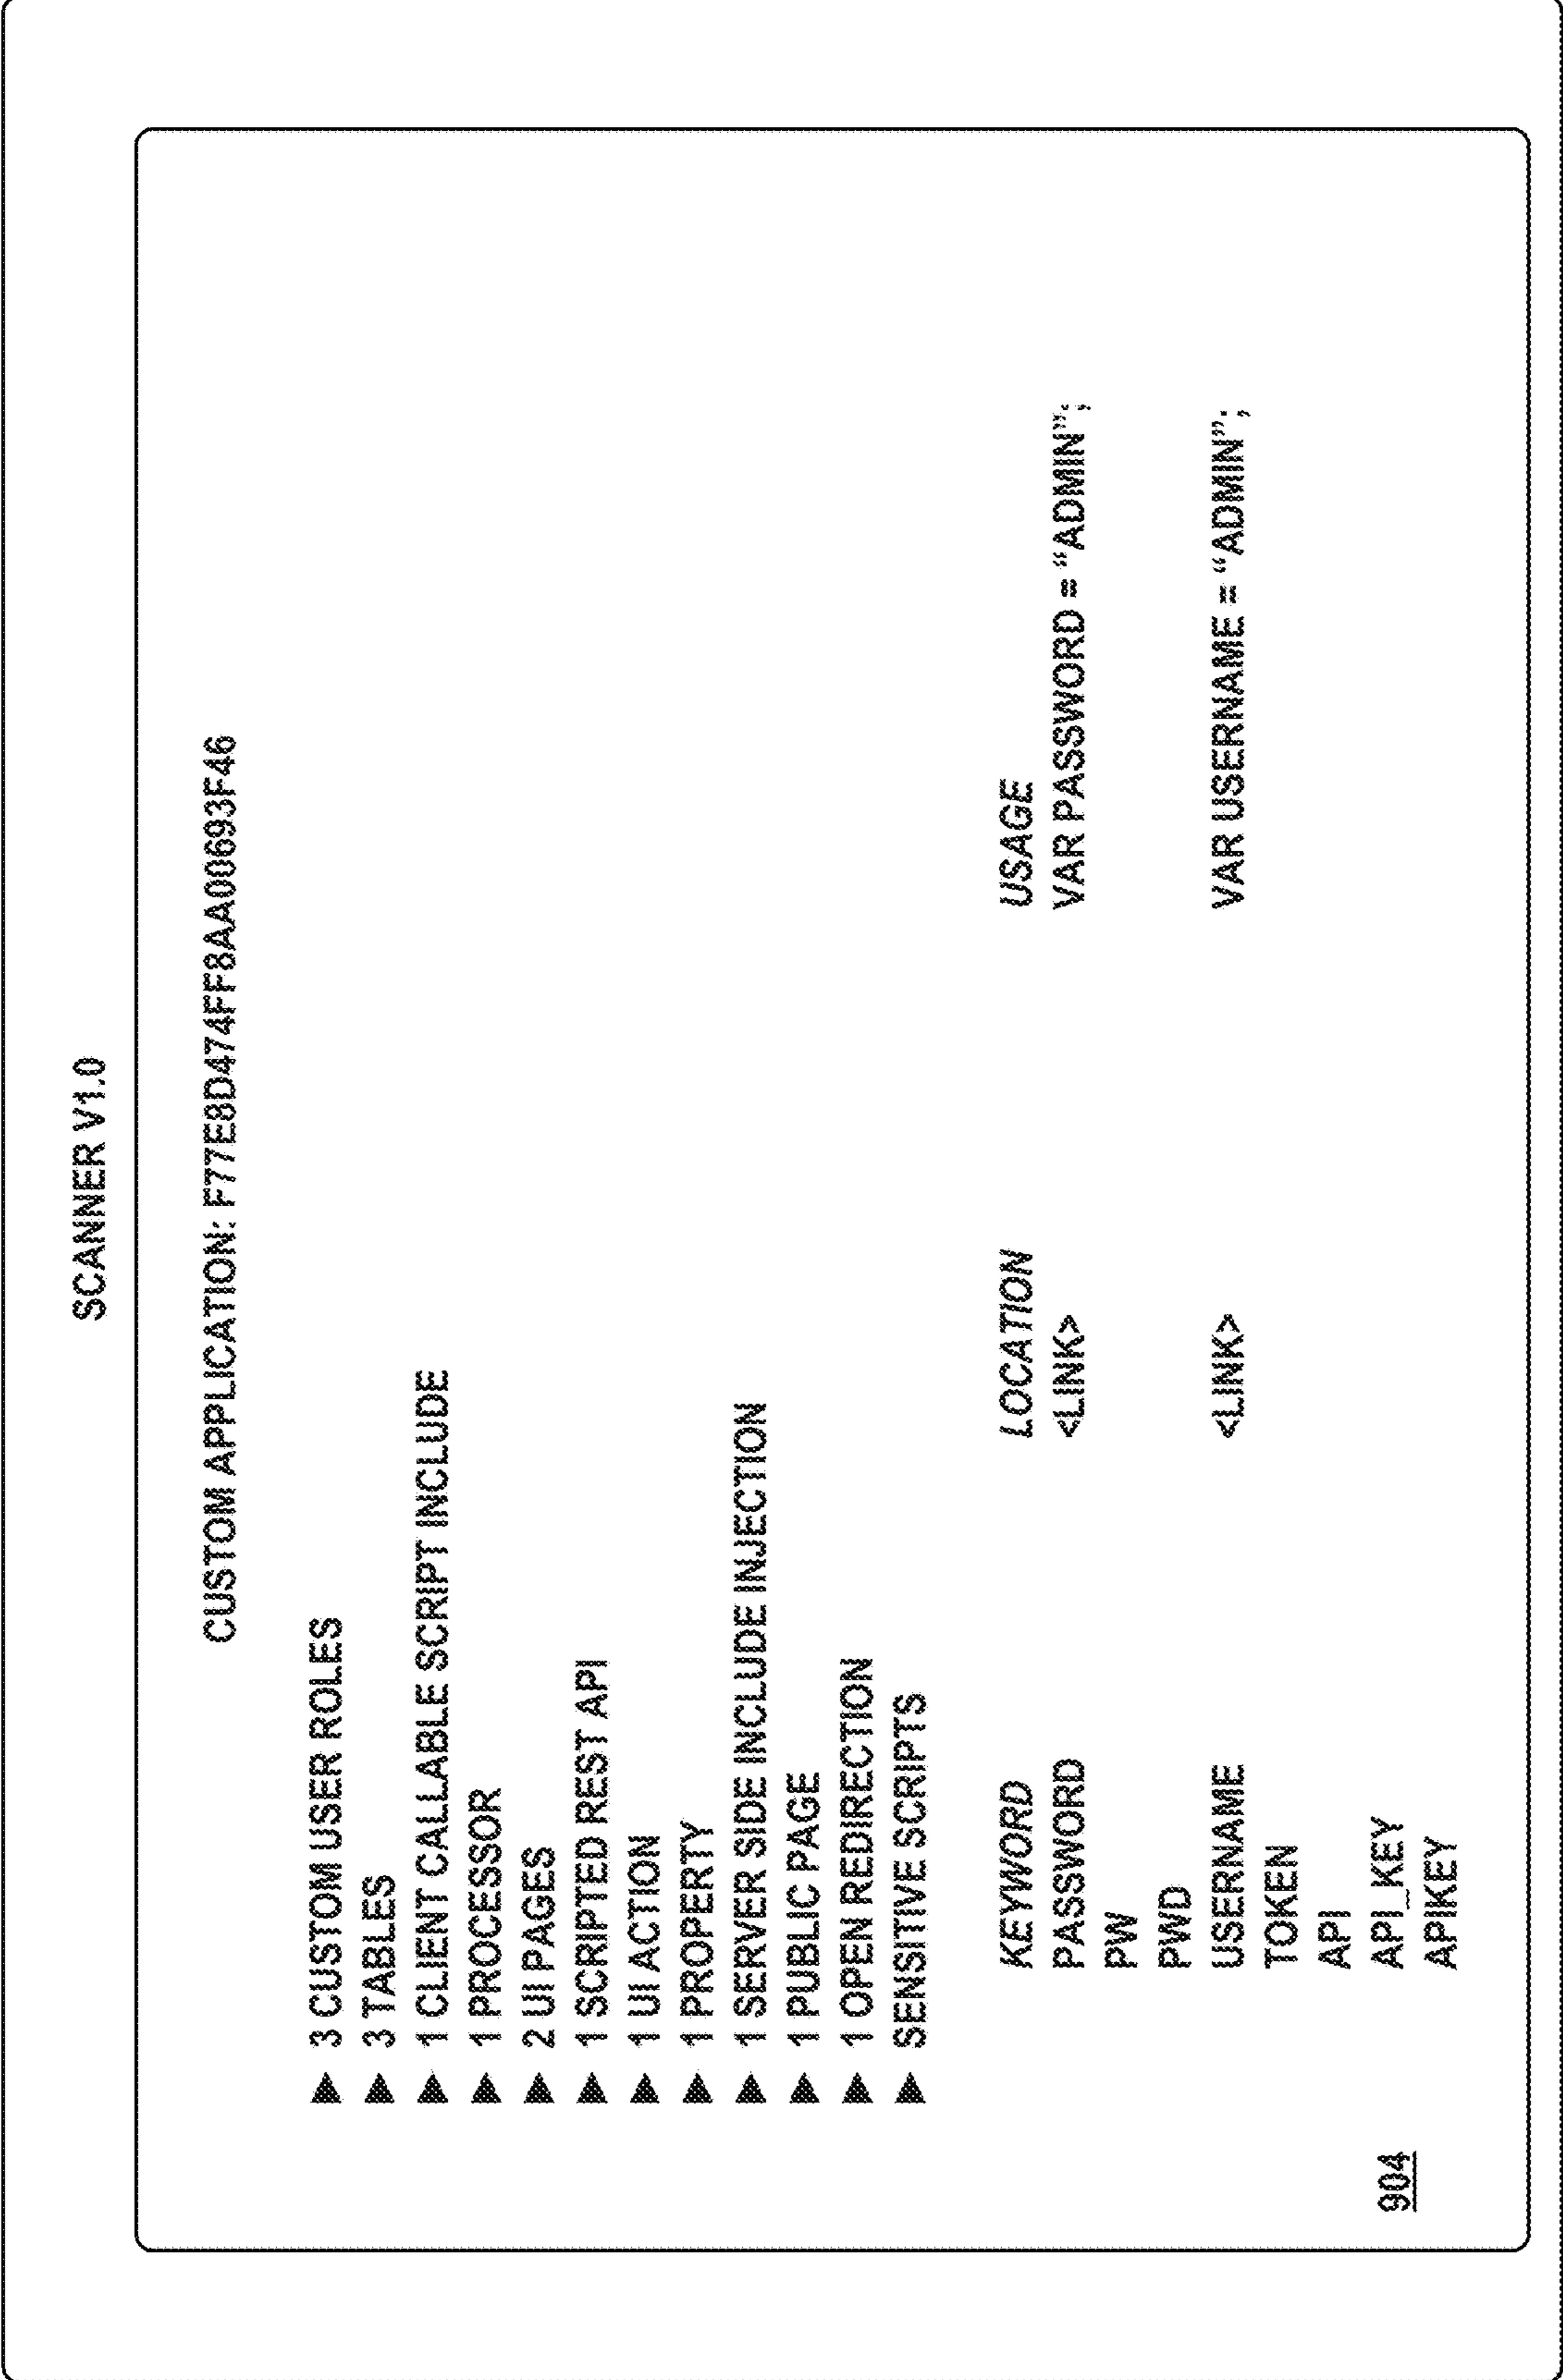 SCANNER V1.0
CUSTOM APPLICATION: F77E8D474FF8AA00693F46
▶ 3 CUSTOM USER ROLES
▶ 3 TABLES
▶ 1 CLIENT CALLABLE SCRIPT INCLUDE
▶ 1 PROCESSOR
▶ 2 UI PAGES
▶ 1 SCRIPTED REST API
▶ 1 UI ACTION
▶ 1 PROPERTY
▶ 1 SERVER SIDE INCLUDE INJECTION
▶ 1 PUBLIC PAGE
▶ 1 OPEN REDIRECTION
▶ SENSITIVE SCRIPTS
KEYWORD LOCATION USAGE
PASSWORD <LINK> VAR PASSWORD = “ADMIN”;
PW
PWD
USERNAME <LINK> VAR USERNAME = “ADMIN”;
TOKEN
API
API_KEY
APIKEY
904